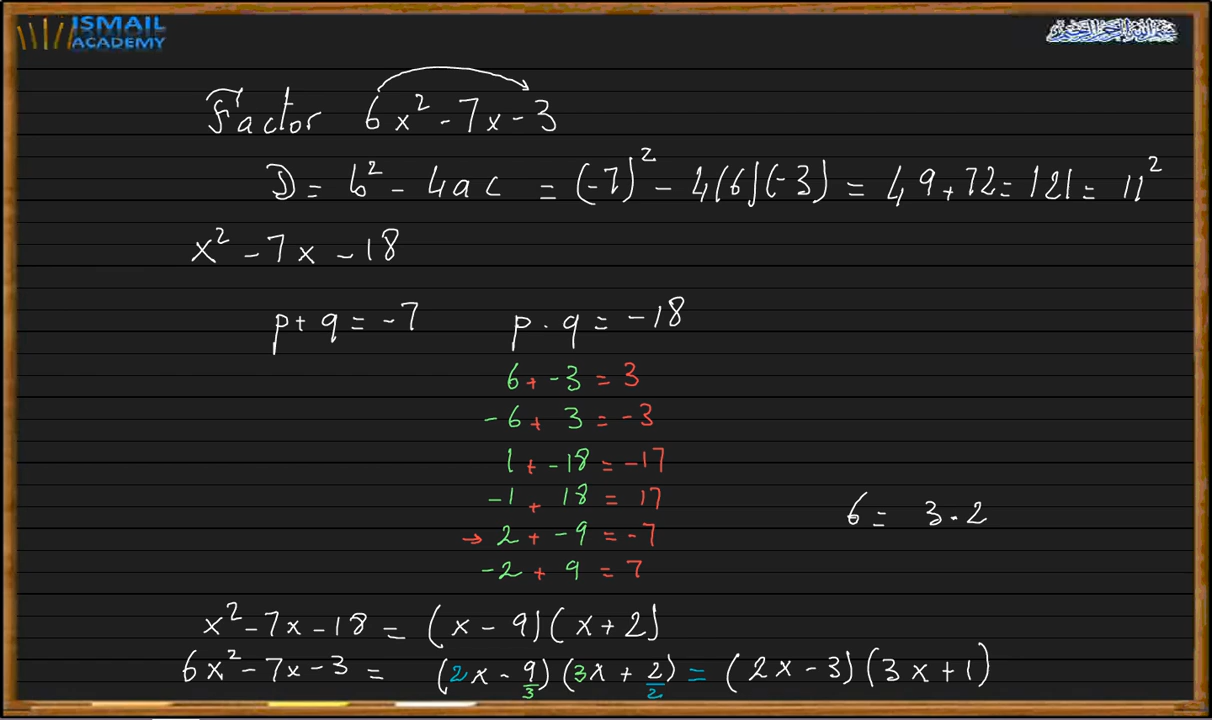 ISMAIL
ACADEMY
Factor 6x² - 7x - 3
D = b² - 4ac = (-7)² - 4(6)(-3) = 49 + 72 = 121 = 11²
x² - 7x - 18
p + q = -7 p · q = -18
6 + -3 = 3
-6 + 3 = -3
1 + -18 = -17
-1 + 18 = 17
6 = 3 · 2
→ 2 + -9 = -7
-2 + 9 = 7
x² - 7x - 18 = (x - 9)(x + 2)
6x² - 7x - 3 = (2x - 9/3)(3x + 2/2) = (2x - 3)(3x + 1)